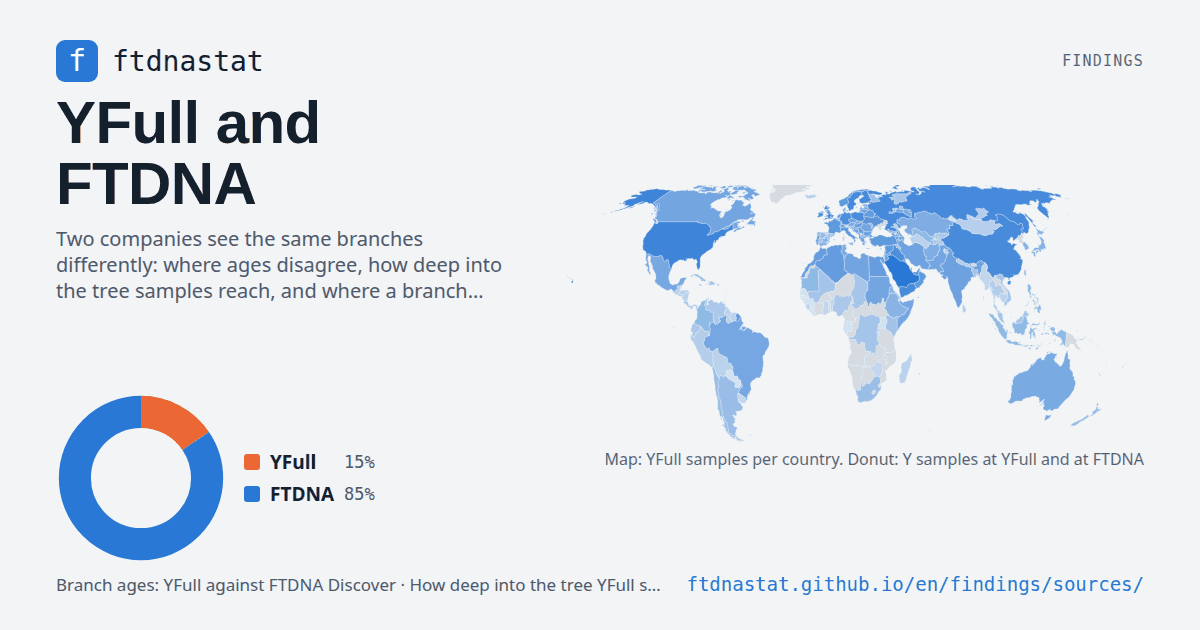 f ftdnastat
FINDINGS
YFull and
FTDNA
Two companies see the same branches
differently: where ages disagree, how deep into
the tree samples reach, and where a branch...
YFull 15%
FTDNA 85%
Map: YFull samples per country. Donut: Y samples at YFull and at FTDNA
Branch ages: YFull against FTDNA Discover · How deep into the tree YFull s...
ftdnastat.github.io/en/findings/sources/